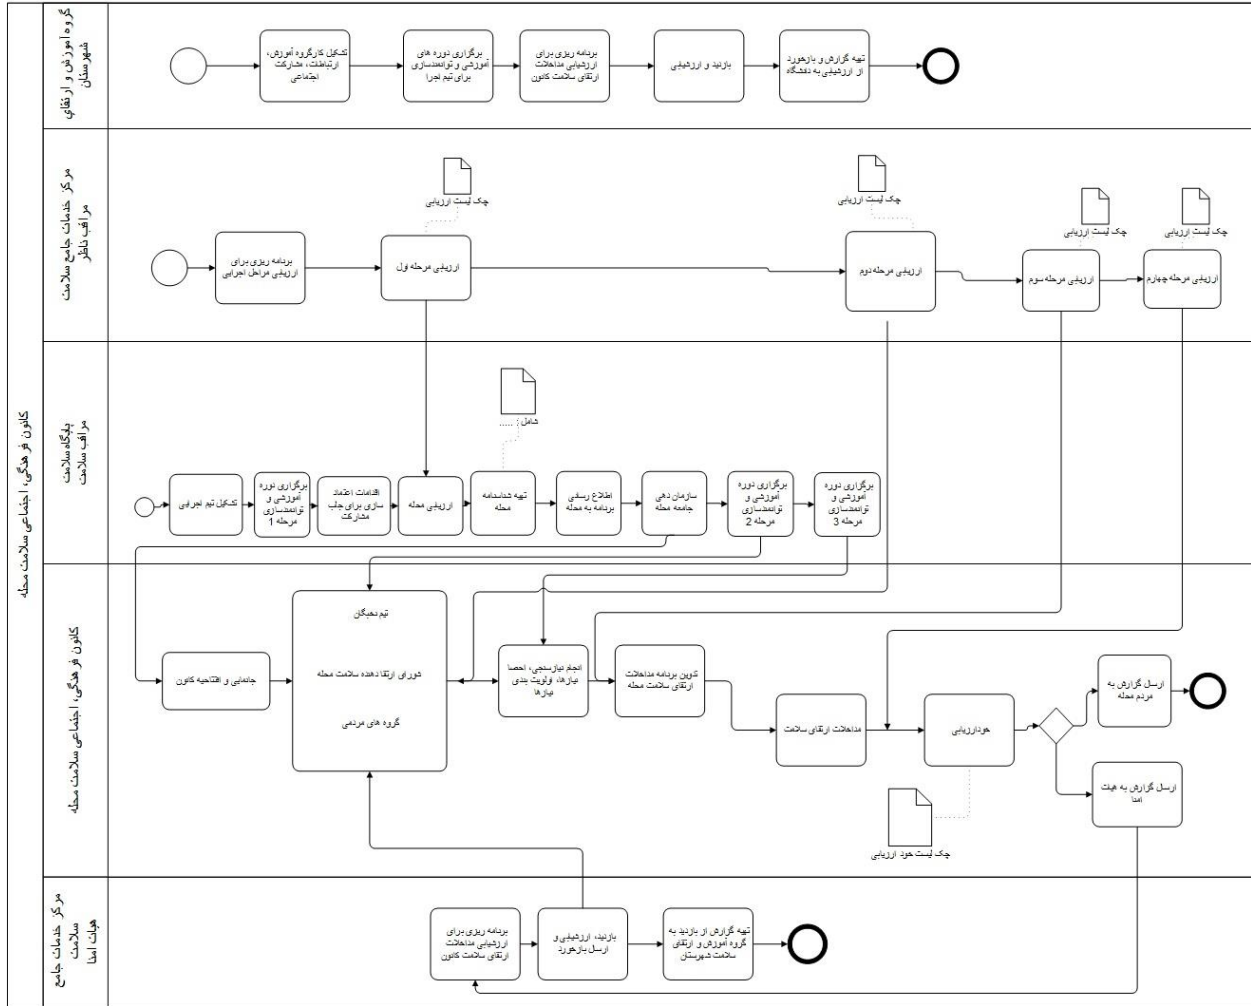 کانون فرهنگی، اجتماعی سلامت محله
گروه آموزش و ارتقای
شهرستان
تشکیل کارگروه آموزش،
ارتباطات، مشارکت
اجتماعی
برگزاری دوره های
آموزشی و توانمندسازی
برای تیم اجرا
برنامه ریزی برای
ارزشیابی مداخلات
ارتقای سلامت کانون
بازدید و ارزشیابی
تهیه گزارش و بازخورد
از ارزشیابی به دانشگاه
مرکز خدمات جامع سلامت
مراقب ناظر
چک لیست ارزیابی
چک لیست ارزیابی
چک لیست ارزیابی
چک لیست ارزیابی
برنامه ریزی برای
ارزیابی مراحل اجرایی
ارزیابی مرحله اول
ارزیابی مرحله دوم
ارزیابی مرحله سوم
ارزیابی مرحله چهارم
پایگاه سلامت
مراقب سلامت
شامل : .....
تشکیل تیم اجرایی
برگزاری دوره
آموزشی و
توانمندسازی
مرحله 1
اقدامات اعتماد
سازی برای جلب
مشارکت
ارزیابی محله
تهیه شناسنامه
محله
اطلاع رسانی
برنامه به محله
سازمان دهی
جامعه محله
برگزاری دوره
آموزشی و
توانمندسازی
مرحله 2
برگزاری دوره
آموزشی و
توانمندسازی
مرحله 3
کانون فرهنگی، اجتماعی سلامت محله
جانمایی و افتتاحیه کانون
تیم نخبگان
شورای ارتقا دهنده سلامت محله
گروه های مردمی
انجام نیازسنجی، احصا
نیازها، اولویت بندی
نیازها
تدوین برنامه مداخلات
ارتقای سلامت محله
مداخلات ارتقای سلامت
خودارزیابی
چک لیست خود ارزیابی
ارسال گزارش به
مردم محله
ارسال گزارش به هیئت
امنا
مرکز خدمات جامع
سلامت
هیات امنا
برنامه ریزی برای
ارزشیابی مداخلات
ارتقای سلامت کانون
بازدید، ارزشیابی و
ارسال بازخورد
تهیه گزارش از بازدید به
گروه آموزش و ارتقای
سلامت شهرستان